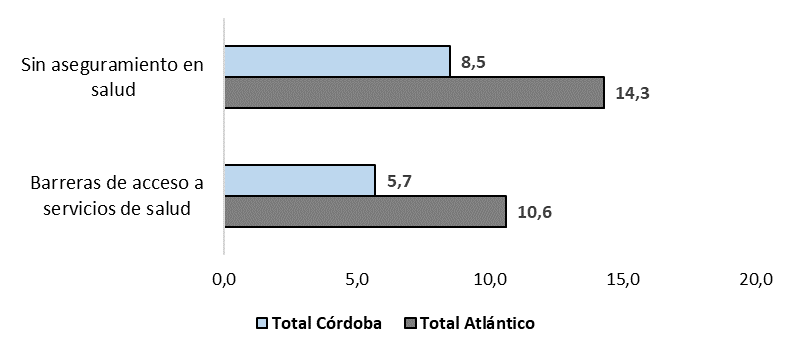 Sin aseguramiento en
salud
8,5
14,3
Barreras de acceso a
servicios de salud
5,7
10,6
0,0 5,0 10,0 15,0 20,0
Total Córdoba Total Atlántico